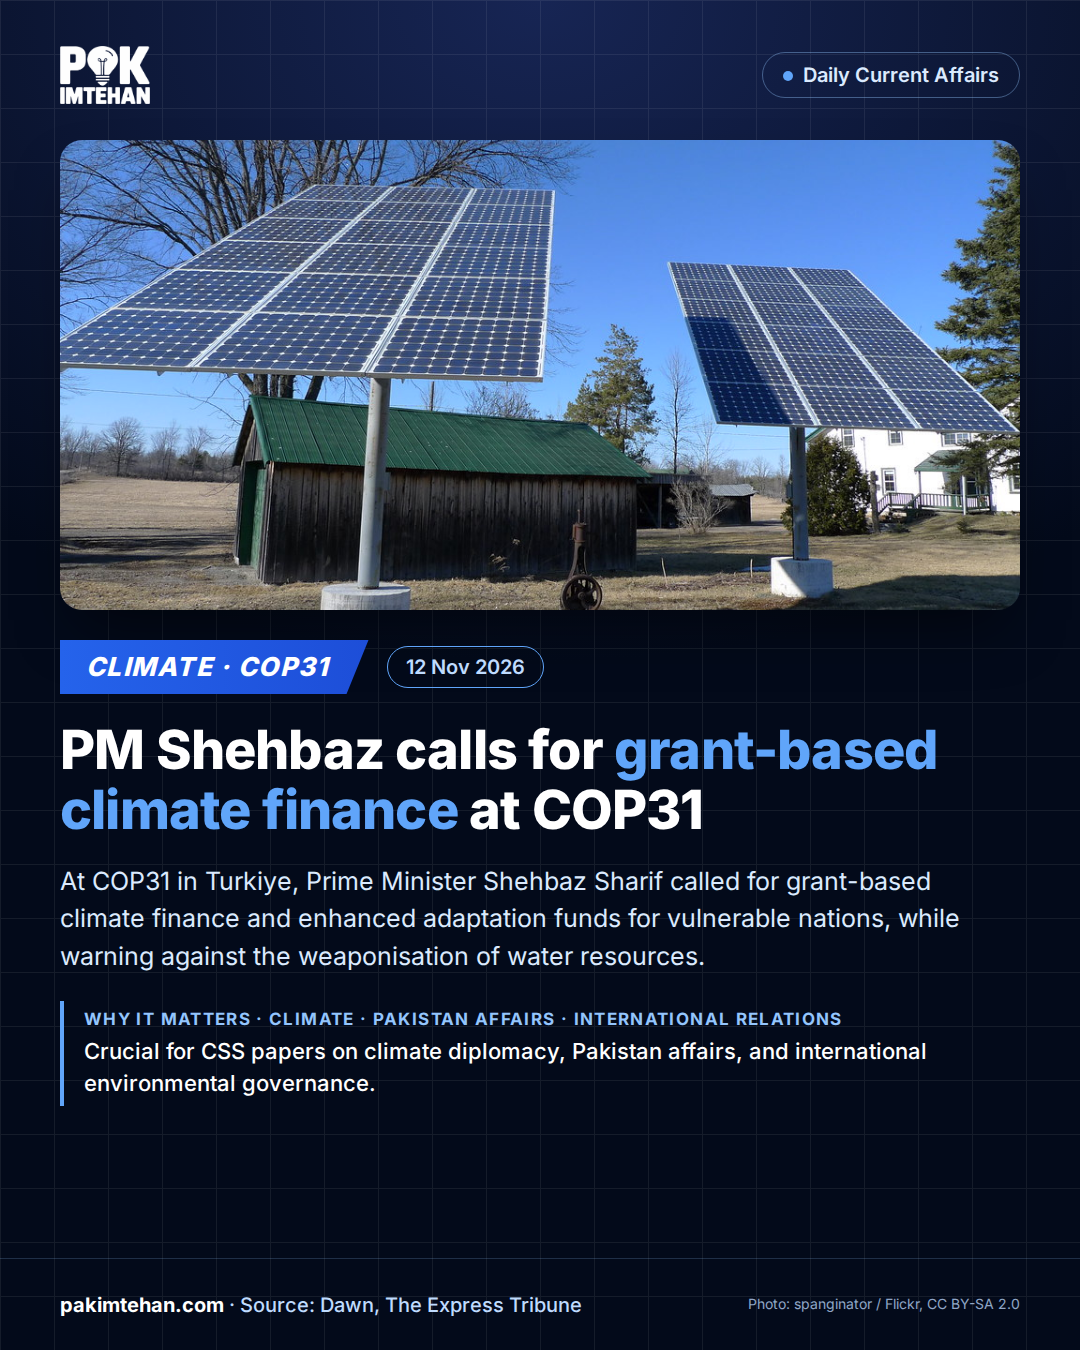 PAK
IMTEHAN
Daily Current Affairs
CLIMATE · COP31
12 Nov 2026
PM Shehbaz calls for grant-based
climate finance at COP31
At COP31 in Turkiye, Prime Minister Shehbaz Sharif called for grant-based
climate finance and enhanced adaptation funds for vulnerable nations, while
warning against the weaponisation of water resources.
WHY IT MATTERS · CLIMATE · PAKISTAN AFFAIRS · INTERNATIONAL RELATIONS
Crucial for CSS papers on climate diplomacy, Pakistan affairs, and international
environmental governance.
pakimtehan.com · Source: Dawn, The Express Tribune
Photo: spanginator / Flickr, CC BY-SA 2.0